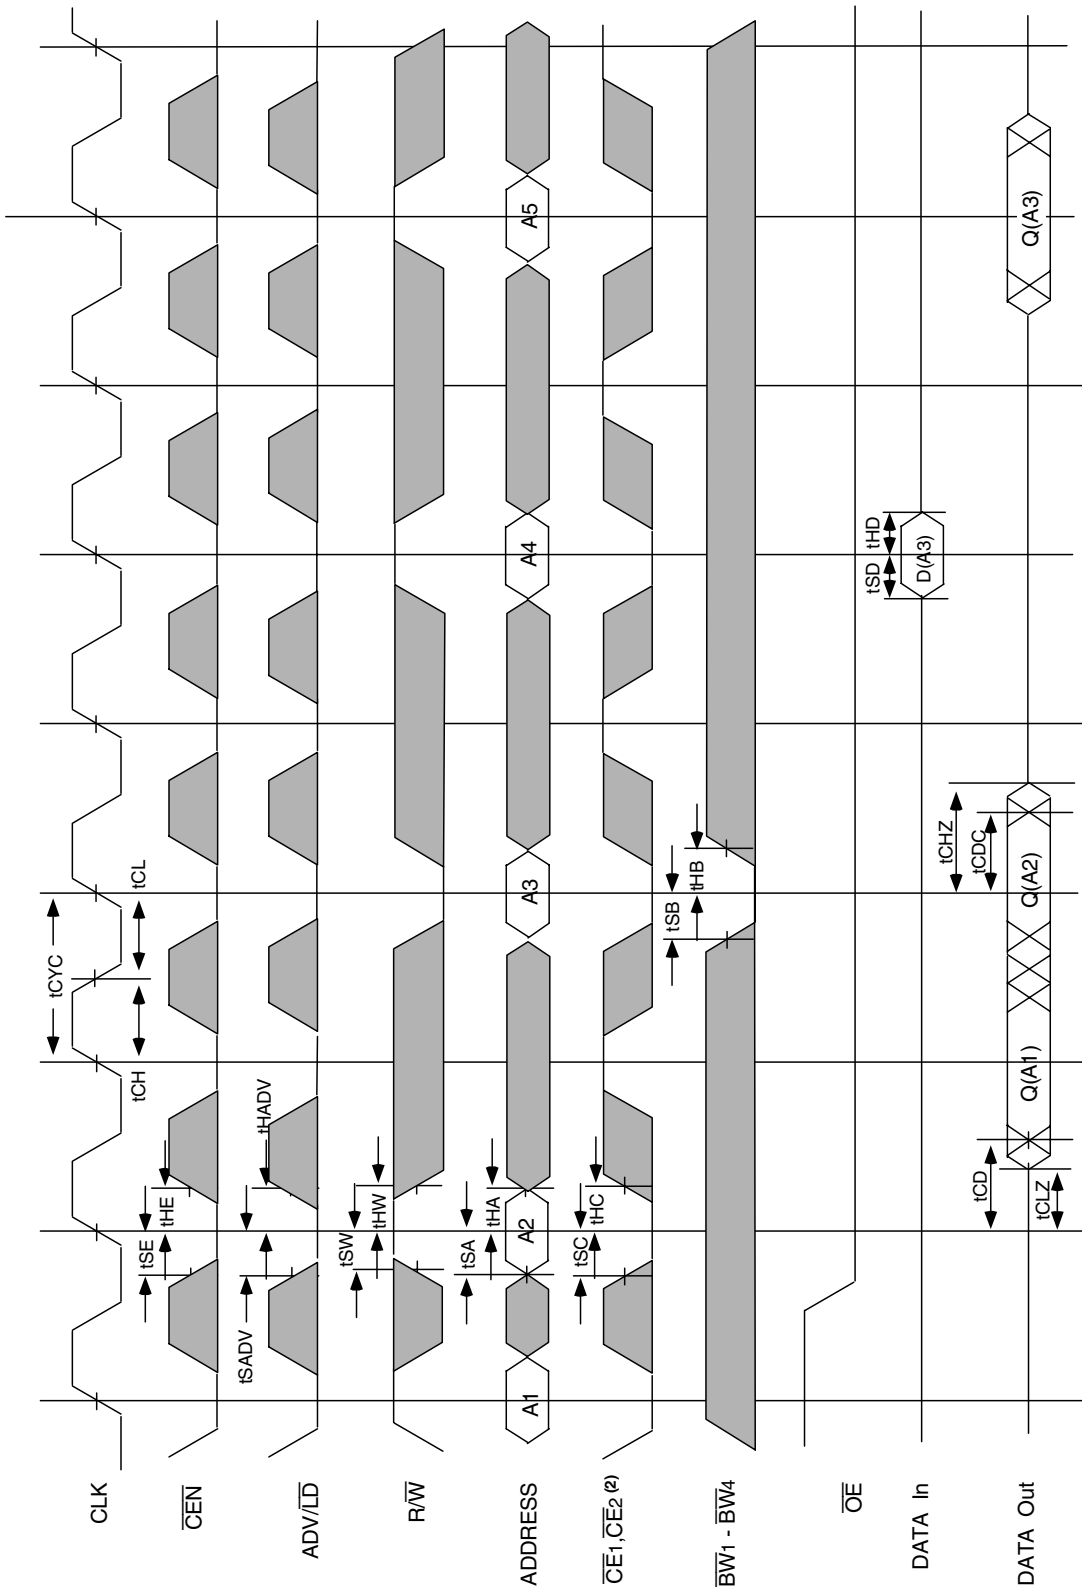 CLK
tCYC
tCH
tCL
CEN
tSE
tHE
ADV/LD
tSADV
tHADV
R/W
tSW
tHW
ADDRESS
tSA
tHA
A1
A2
A3
A4
A5
CE1,CE2 (2)
tSC
tHC
BW1 - BW4
tSB
tHB
OE
DATA In
tSD
tHD
D(A3)
DATA Out
tCD
tCLZ
tCHZ
tCDC
Q(A1)
Q(A2)
Q(A3)